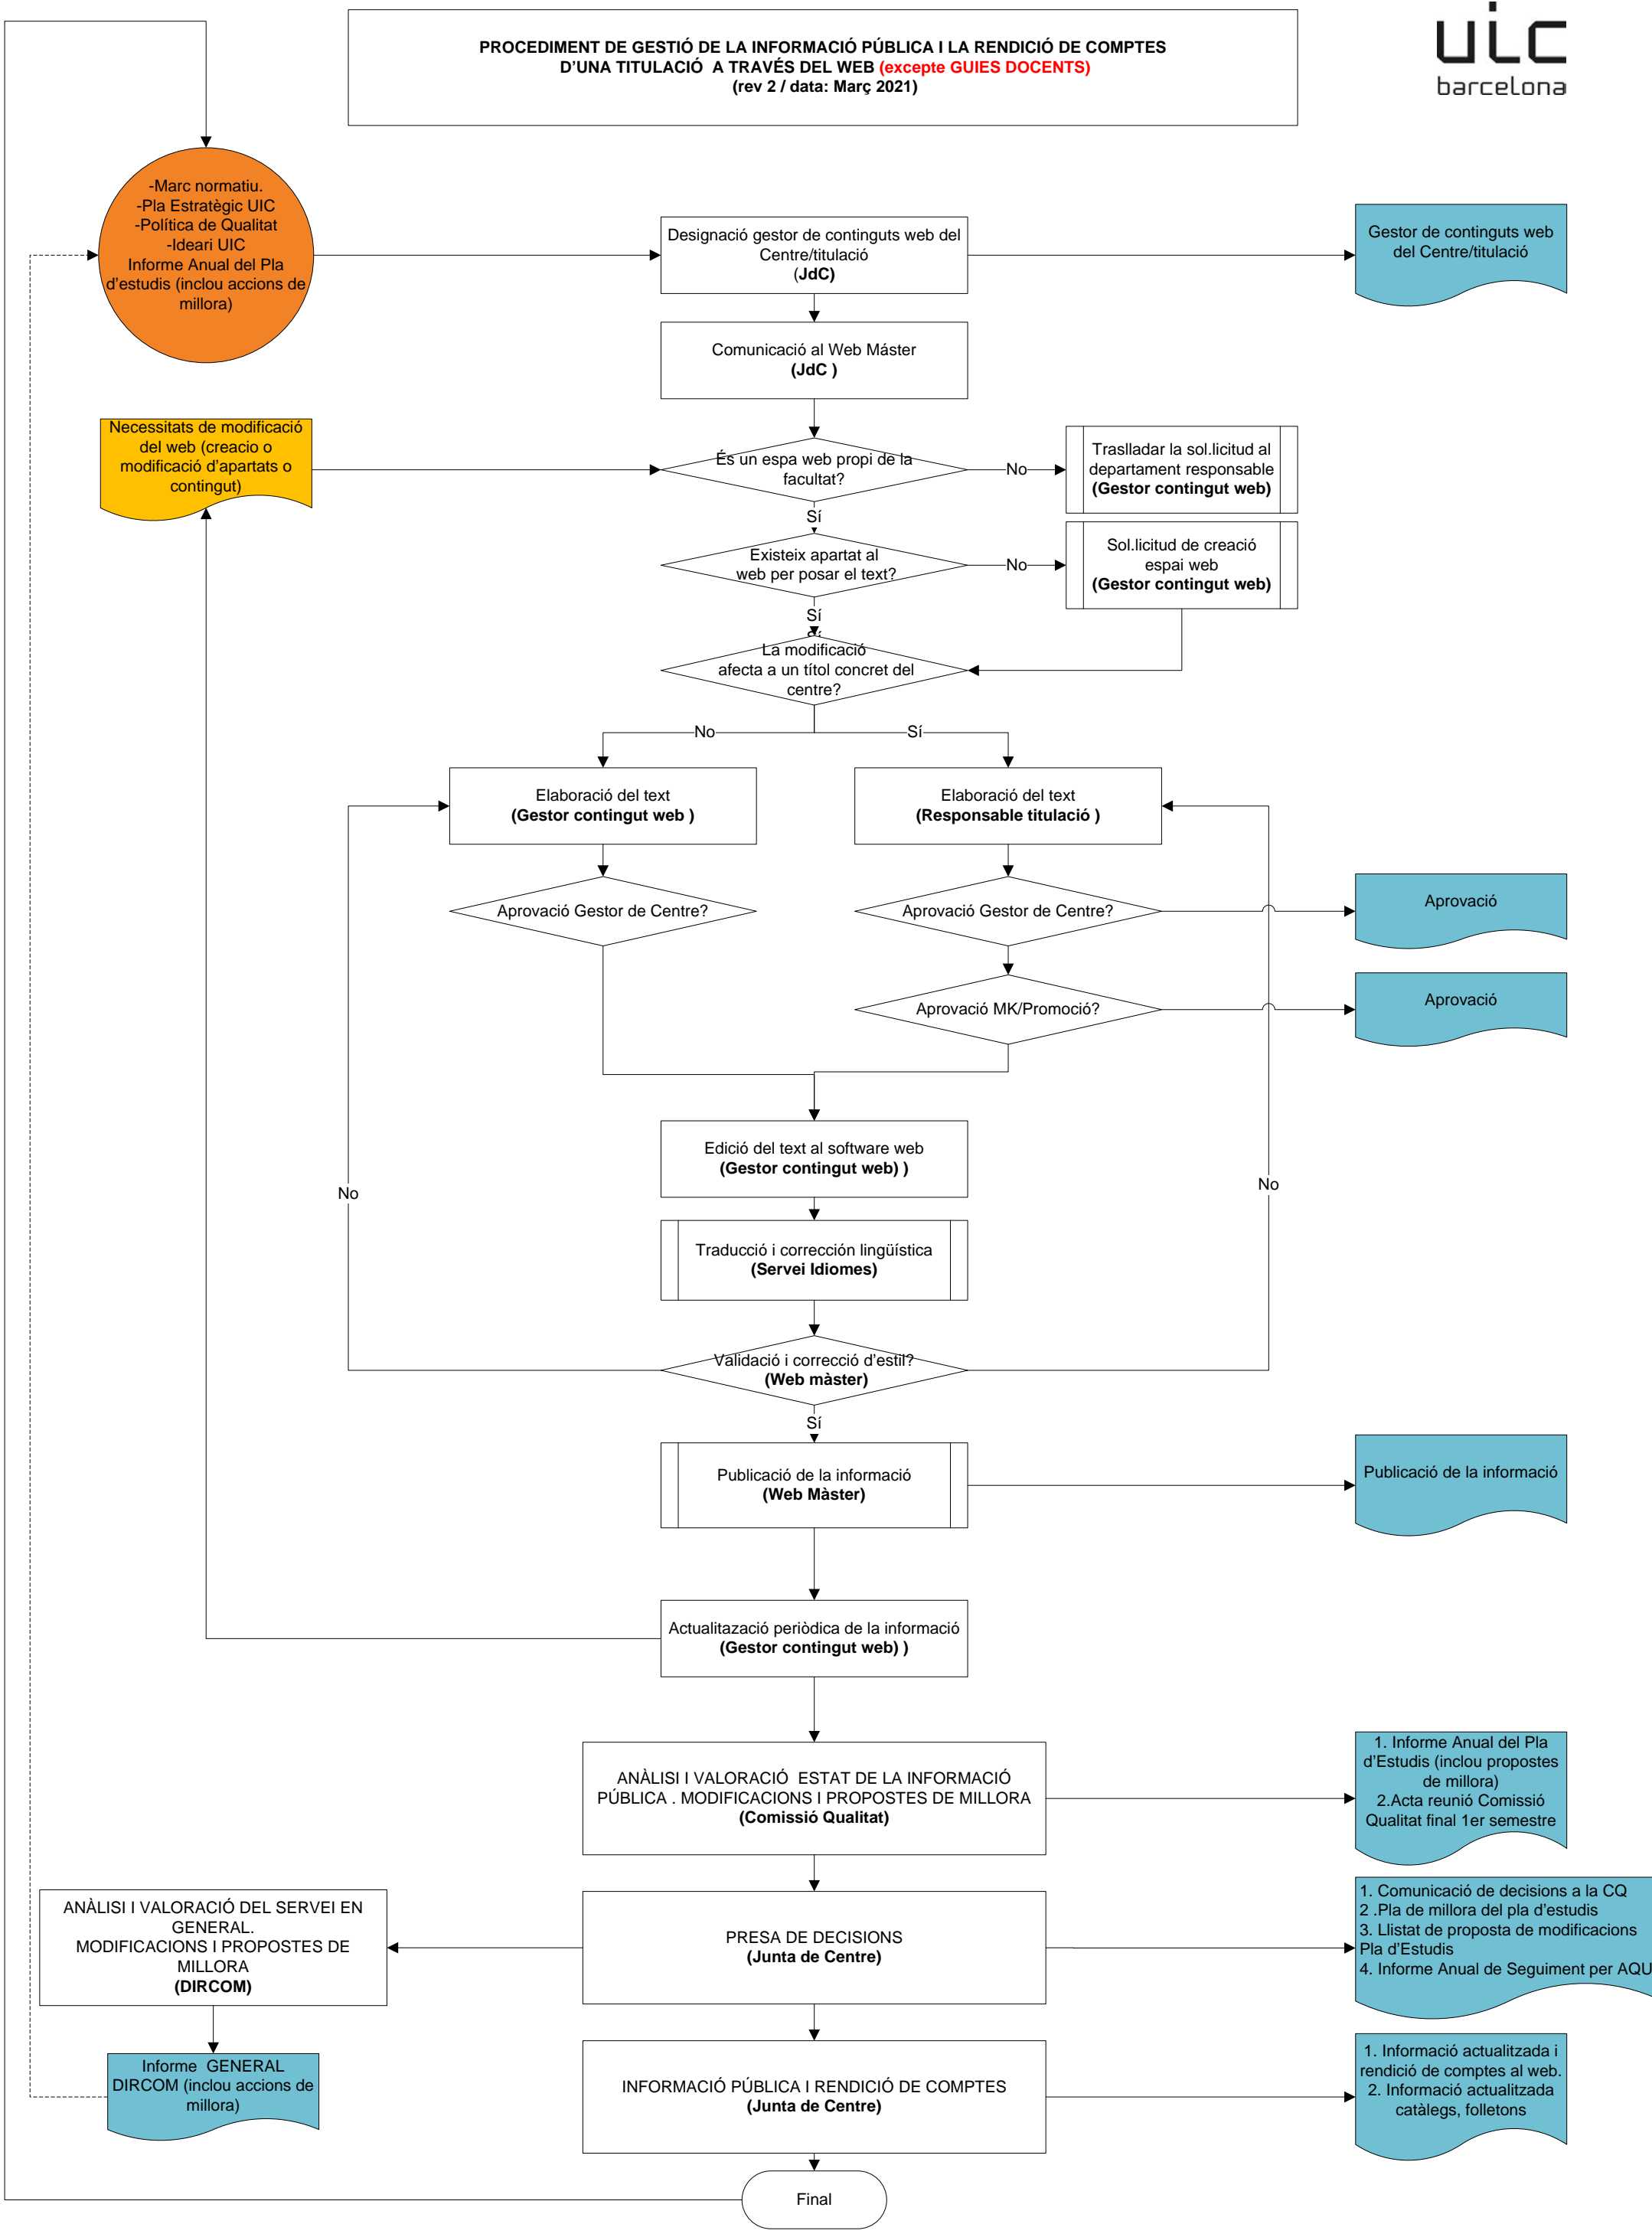 PROCEDIMENT DE GESTIÓ DE LA INFORMACIÓ PÚBLICA I LA RENDICIÓ DE COMPTES
D'UNA TITULACIÓ A TRAVÉS DEL WEB (excepte GUIES DOCENTS)
(rev 2 / data: Març 2021)
uic
barcelona
-Marc normatiu.
-Pla Estratègic UIC
-Política de Qualitat
-Ideari UIC
Informe Anual del Pla
d'estudis (inclou accions de
millora)
Designació gestor de continguts web del
Centre/titulació
(JdC)
Gestor de continguts web
del Centre/titulació
Comunicació al Web Máster
(JdC )
Necessitats de modificació
del web (creacio o
modificació d'apartats o
contingut)
És un espa web propi de la
facultat?
No
Traslladar la sol.licitud al
departament responsable
(Gestor contingut web)
Sí
Existeix apartat al
web per posar el text?
No
Sol.licitud de creació
espai web
(Gestor contingut web)
Sí
Sí
La modificació
afecta a un títol concret del
centre?
No
Sí
Elaboració del text
(Gestor contingut web )
Elaboració del text
(Responsable titulació )
Aprovació Gestor de Centre?
Aprovació Gestor de Centre?
Aprovació
Aprovació MK/Promoció?
Aprovació
Edició del text al software web
(Gestor contingut web) )
No
No
Traducció i corrección lingüística
(Servei Idiomes)
Validació i correcció d'estil?
(Web màster)
Sí
Publicació de la informació
(Web Màster)
Publicació de la informació
Actualització periòdica de la informació
(Gestor contingut web) )
ANÀLISI I VALORACIÓ ESTAT DE LA INFORMACIÓ
PÚBLICA . MODIFICACIONS I PROPOSTES DE MILLORA
(Comissió Qualitat)
1. Informe Anual del Pla
d'Estudis (inclou propostes
de millora)
2.Acta reunió Comissió
Qualitat final 1er semestre
ANÀLISI I VALORACIÓ DEL SERVEI EN
GENERAL.
MODIFICACIONS I PROPOSTES DE
MILLORA
(DIRCOM)
PRESA DE DECISIONS
(Junta de Centre)
1. Comunicació de decisions a la CQ
2 .Pla de millora del pla d'estudis
3. Llistat de proposta de modificacions
Pla d'Estudis
4. Informe Anual de Seguiment per AQU
Informe GENERAL
DIRCOM (inclou accions de
millora)
INFORMACIÓ PÚBLICA I RENDICIÓ DE COMPTES
(Junta de Centre)
1. Informació actualitzada i
rendició de comptes al web.
2. Informació actualitzada
catàlegs, folletons
Final